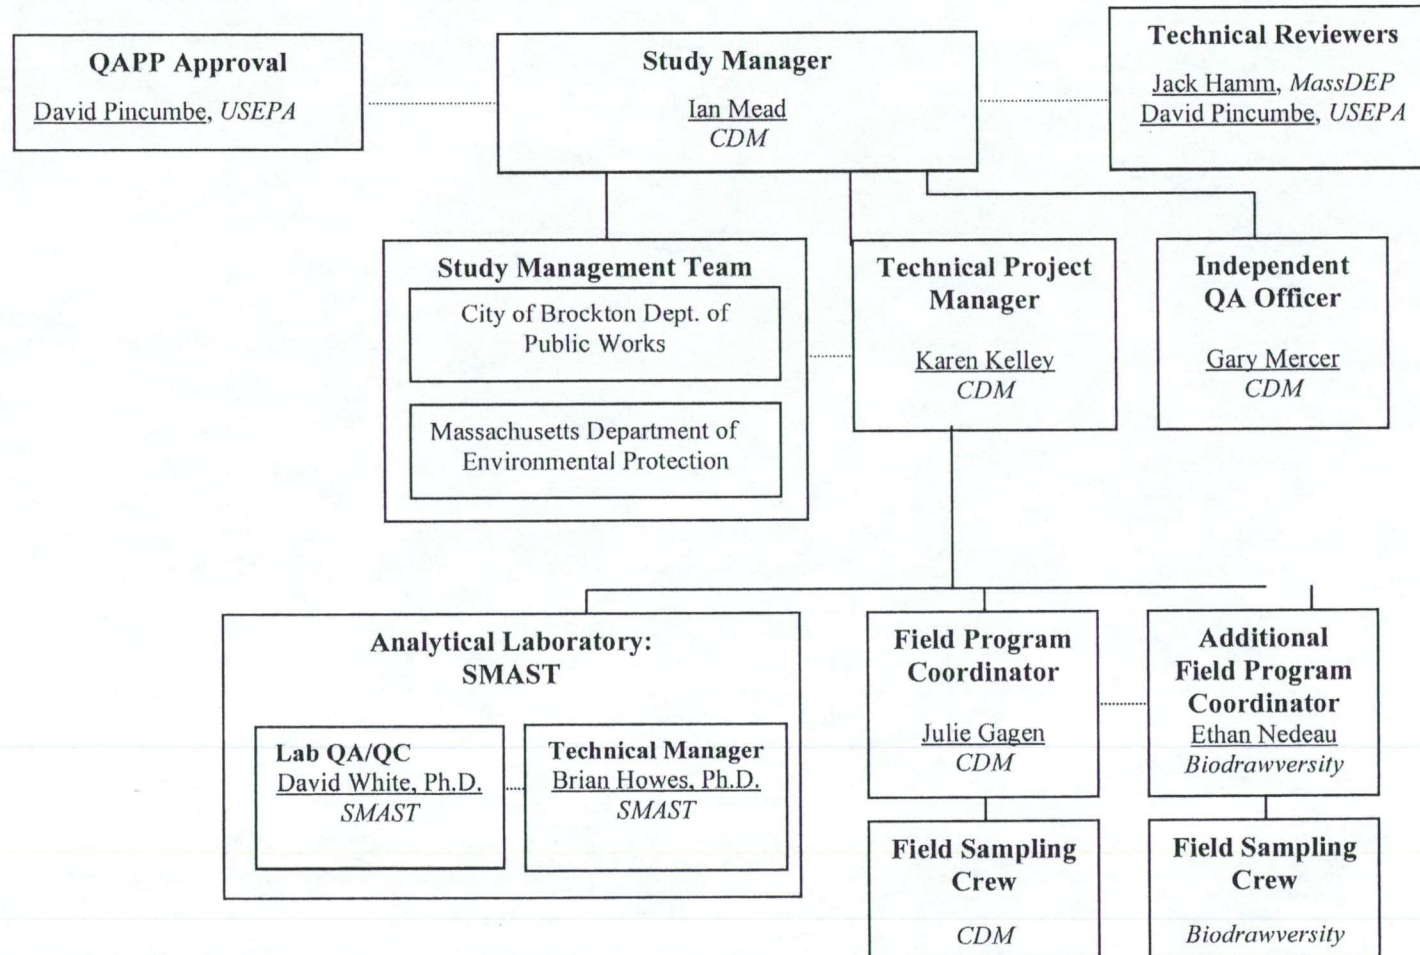 QAPP Approval
David Pincumbe, USEPA
Study Manager
Ian Mead
CDM
Technical Reviewers
Jack Hamm, MassDEP
David Pincumbe, USEPA
Study Management Team
City of Brockton Dept. of
Public Works
Massachusetts Department of
Environmental Protection
Technical Project
Manager
Karen Kelley
CDM
Independent
QA Officer
Gary Mercer
CDM
Analytical Laboratory:
SMAST
Lab QA/QC
David White, Ph.D.
SMAST
Technical Manager
Brian Howes, Ph.D.
SMAST
Field Program
Coordinator
Julie Gagen
CDM
Additional
Field Program
Coordinator
Ethan Nedeau
Biodrawversity
Field Sampling
Crew
CDM
Field Sampling
Crew
Biodrawversity